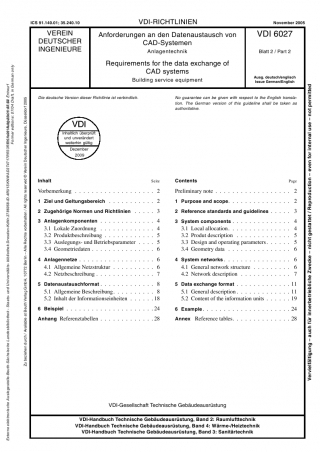 ICS 91.140.01; 35.240.10
VDI-RICHTLINIEN
November 2005
VEREIN
DEUTSCHER
INGENIEURE
Anforderungen an den Datenaustausch von
CAD-Systemen
Anlagentechnik
Requirements for the data exchange of
CAD systems
Building service equipment
VDI 6027
Blatt 2 / Part 2
Ausg. deutsch/englisch
Issue German/English
Die deutsche Version dieser Richtlinie ist verbindlich.
No guarantee can be given with respect to the English transla-
tion. The German version of this guideline shall be taken as
authoritative.
VDI
Inhaltlich überprüft
und unverändert
weiterhin gültig
Dezember
2009
Inhalt Seite
Vorbemerkung . . . 2
1 Ziel und Geltungsbereich . . . 2
2 Zugehörige Normen und Richtlinien . . . 3
3 Anlagenkomponenten . . . 4
3.1 Lokale Zuordnung . . . 4
3.2 Produktbeschreibung . . . 5
3.3 Auslegungs- und Betriebsparameter . . . 5
3.4 Geometriedaten . . . 6
4 Anlagennetze . . . 6
4.1 Allgemeine Netzstruktur . . . 6
4.2 Netzbeschreibung . . . 7
5 Datenaustauschformat . . . 8
5.1 Allgemeine Beschreibung . . . 8
5.2 Inhalt der Informationseinheiten . . . 18
6 Beispiel . . . 24
Anhang Referenztabellen . . . 28
Contents Page
Preliminary note . . . 2
1 Purpose and scope . . . 2
2 Reference standards and guidelines . . . 3
3 System components . . . 4
3.1 Local allocation . . . 4
3.2 Product description . . . 5
3.3 Design and operating parameters . . . 5
3.4 Geometry data . . . 6
4 System networks . . . 6
4.1 General network structure . . . 6
4.2 Network description . . . 7
5 Data exchange format . . . 11
5.1 General description . . . 11
5.2 Content of the information units . . . 19
6 Example . . . 24
Annex Reference tables . . . 28
VDI-Gesellschaft Technische Gebäudeausrüstung
VDI-Handbuch Technische Gebäudeausrüstung, Band 2: Raumlufttechnik
VDI-Handbuch Technische Gebäudeausrüstung, Band 4: Wärme-/Heiztechnik
VDI-Handbuch Technische Gebäudeausrüstung, Band 3: Sanitärtechnik
Vervielfältigung – auch für innerbetriebliche Zwecke – nicht gestattet / Reproduction – even for internal use – not permitted